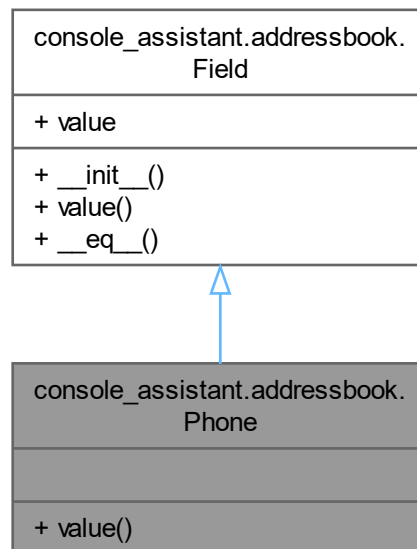 console_assistant.addressbook.
Field
+ value
+ __init__()
+ value()
+ __eq__()
console_assistant.addressbook.
Phone
+ value()